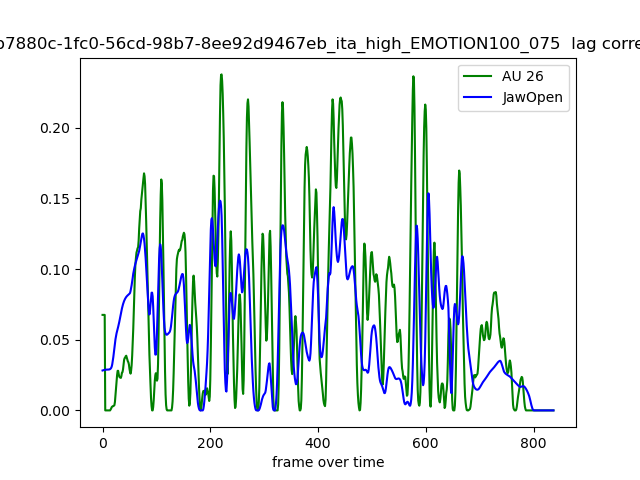 b7880c-1fc0-56cd-98b7-8ee92d9467eb_ita_high_EMOTION100_075 lag corre
AU 26
JawOpen
0.20
0.15
0.10
0.05
0.00
0 200 400 600 800
frame over time